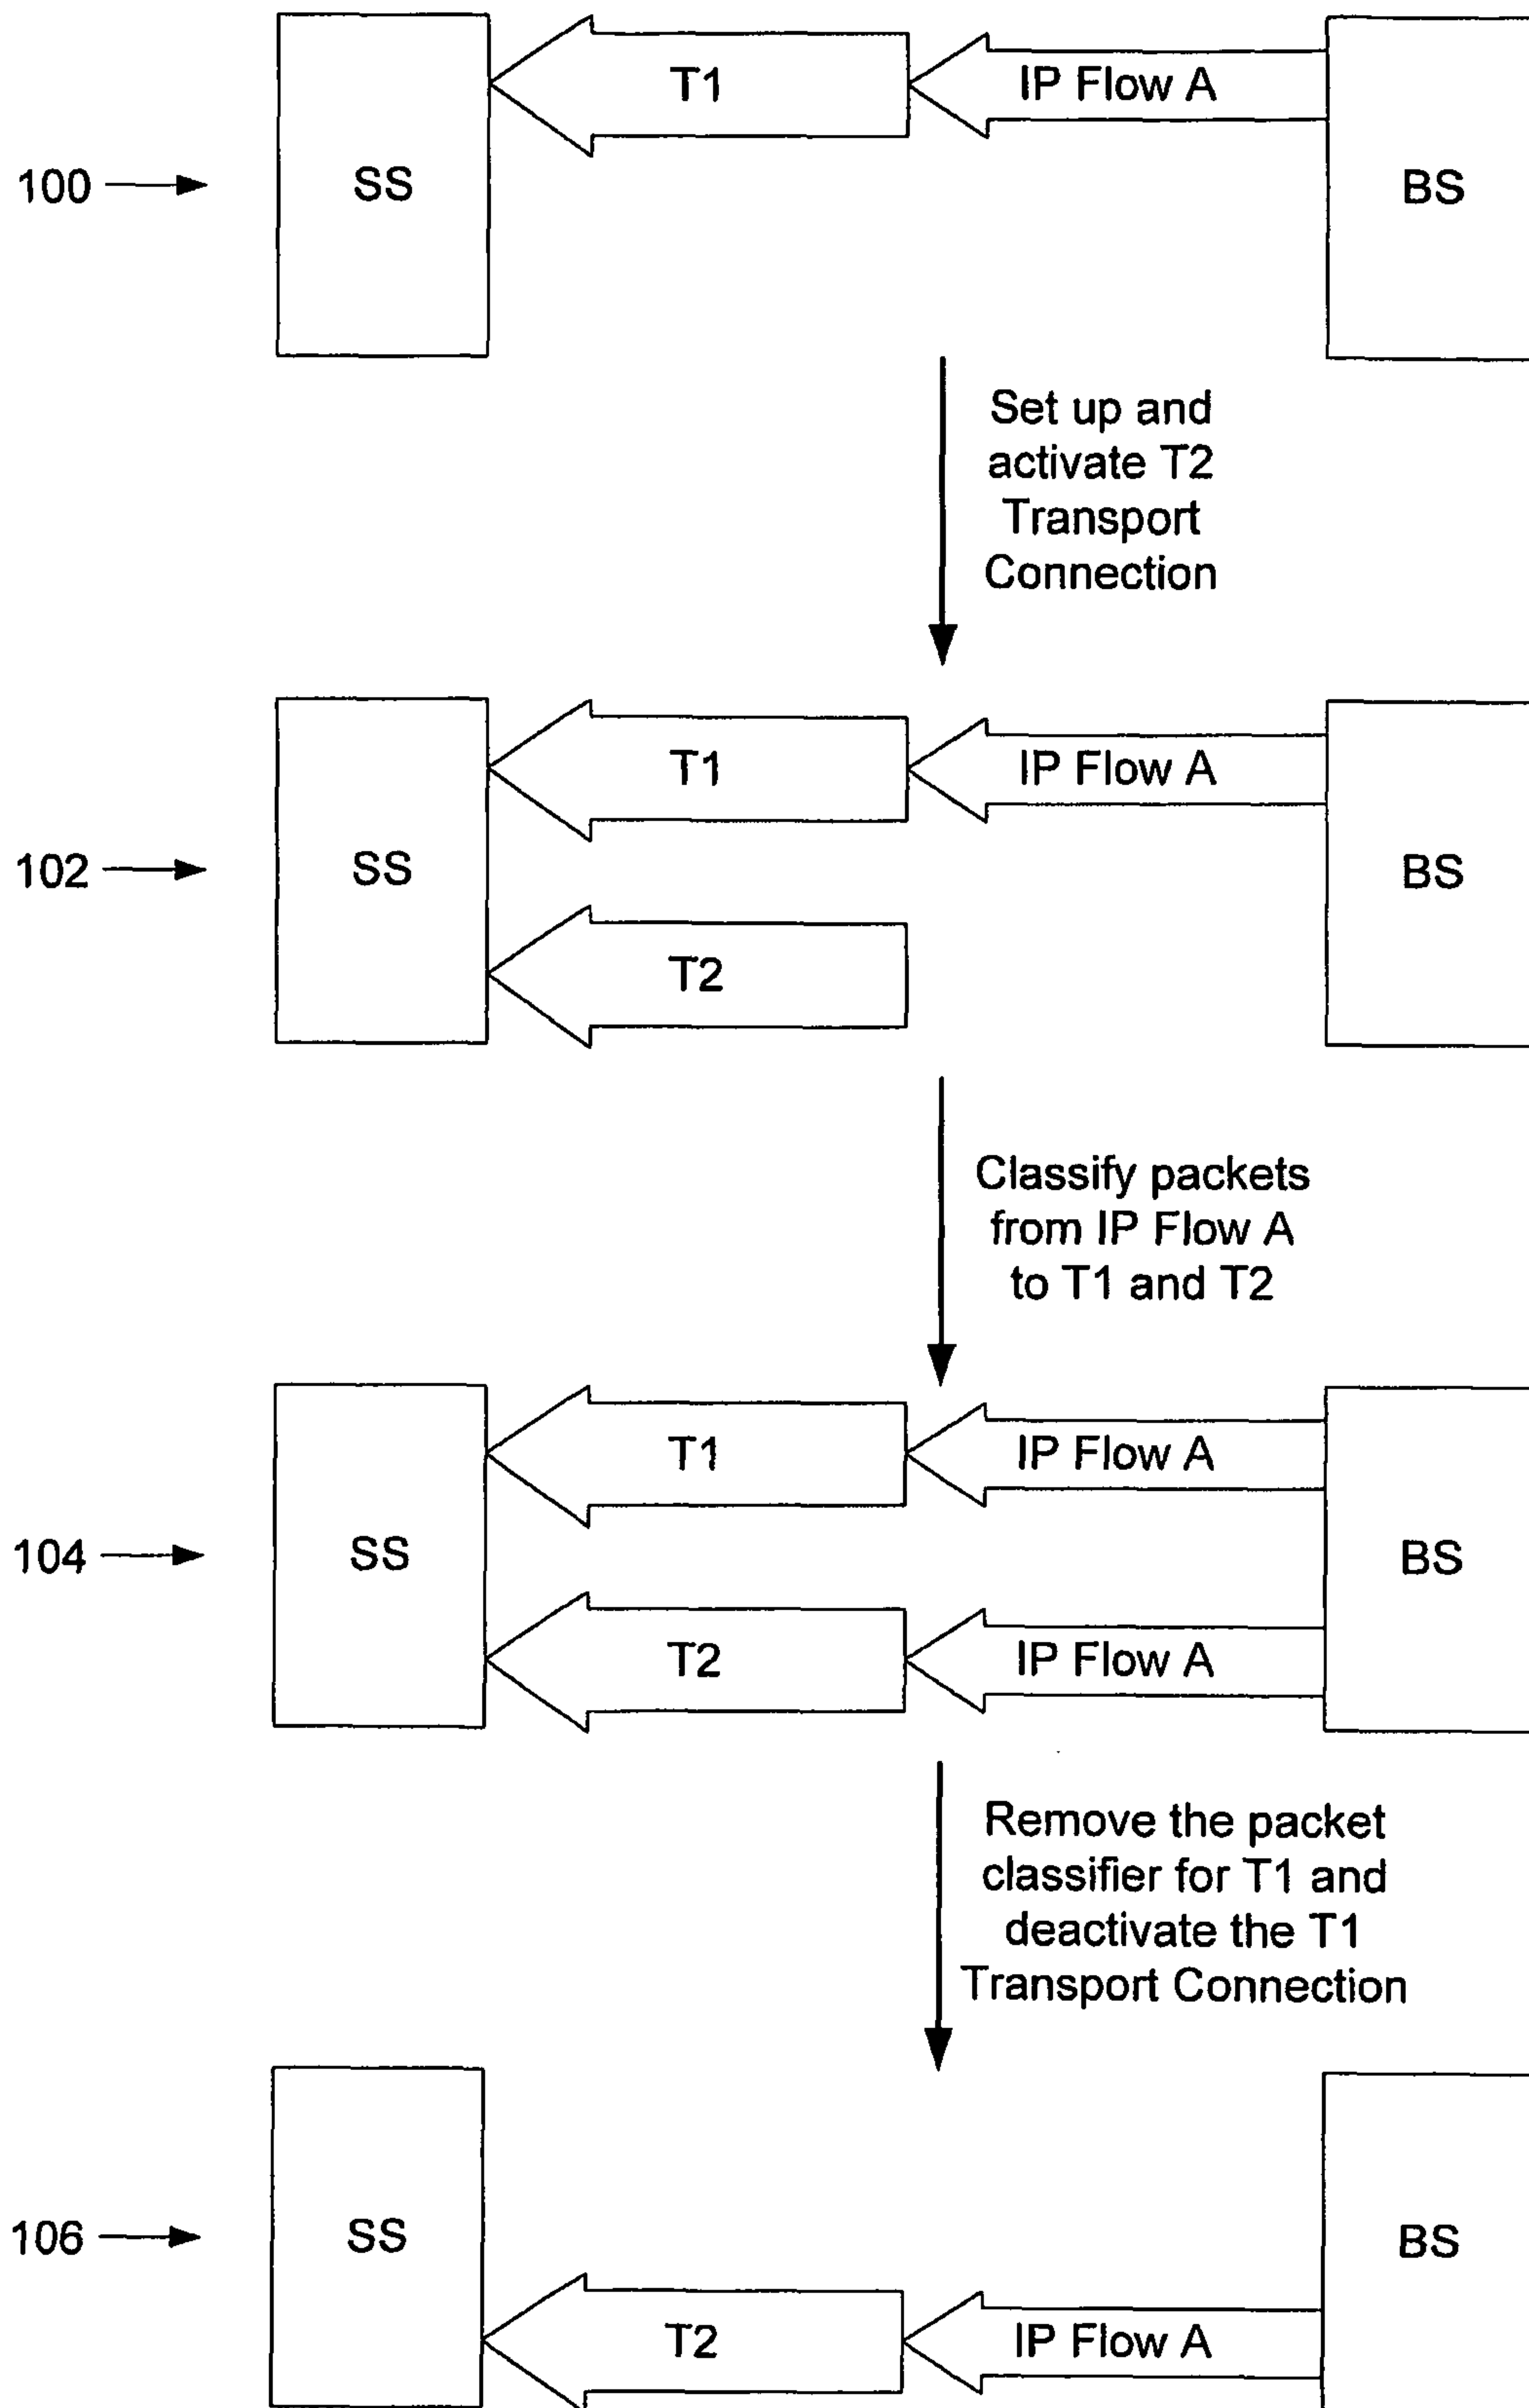 T1
IP Flow A
100
SS
BS
Set up and
activate T2
Transport
Connection
T1
IP Flow A
102
SS
BS
T2
Classify packets
from IP Flow A
to T1 and T2
T1
IP Flow A
104
SS
BS
T2
IP Flow A
Remove the packet
classifier for T1 and
deactivate the T1
Transport Connection
106
SS
BS
T2
IP Flow A